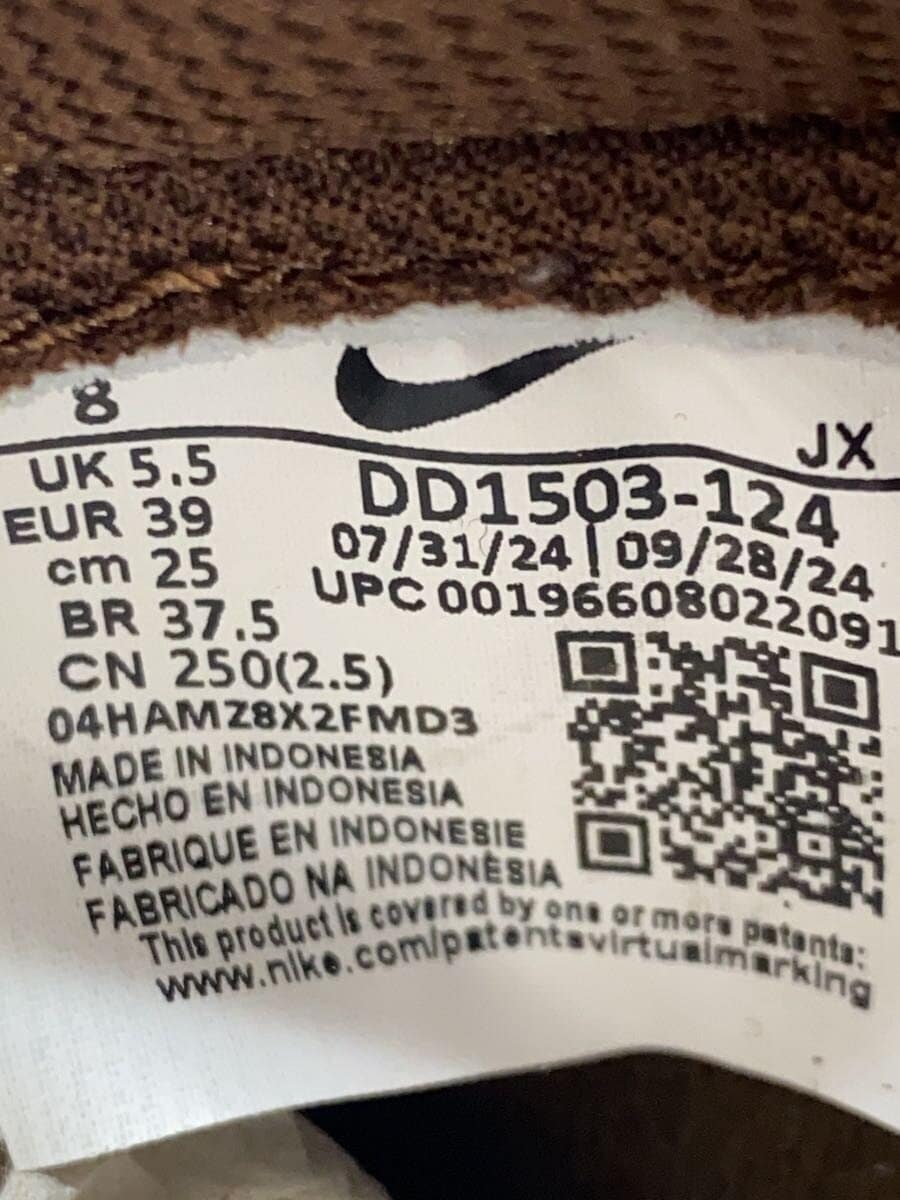 8
JX
UK 5.5
EUR 39
cm 25
BR 37.5
CN 250(2.5)
DD1503-124
07/31/24 | 09/28/24
UPC 00196608022091
04HAMZ8X2FMD3
MADE IN INDONESIA
HECHO EN INDONESIA
FABRIQUE EN INDONESIE
FABRICADO NA INDONÉSIA
This product is covered by one or more patents:
www.nike.com/patentsvirtualmarking